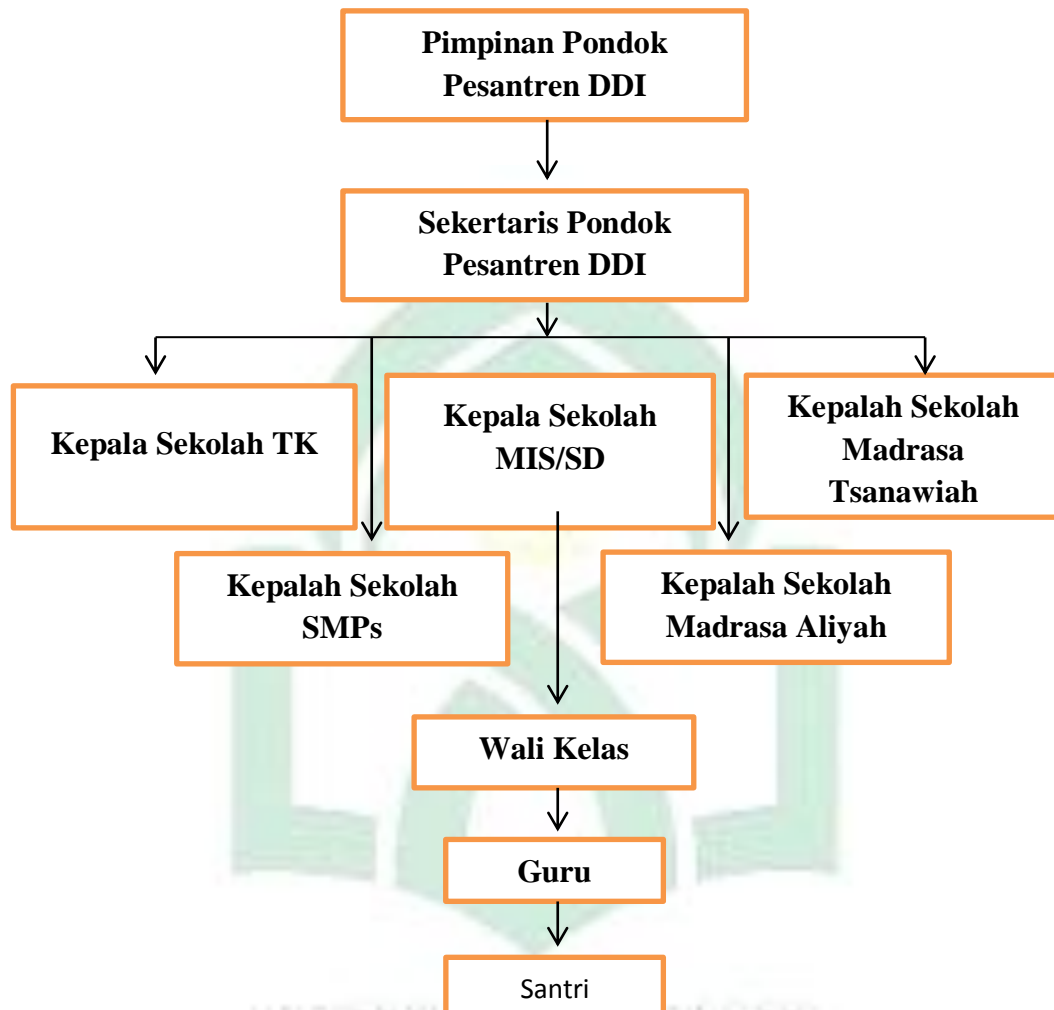 Pimpinan Pondok
Pesantren DDI
Sekertaris Pondok
Pesantren DDI
Kepala Sekolah TK
Kepala Sekolah
MIS/SD
Kepalah Sekolah
Madrasa
Tsanawiah
Kepalah Sekolah
SMPs
Kepalah Sekolah
Madrasa Aliyah
Wali Kelas
Guru
Santri